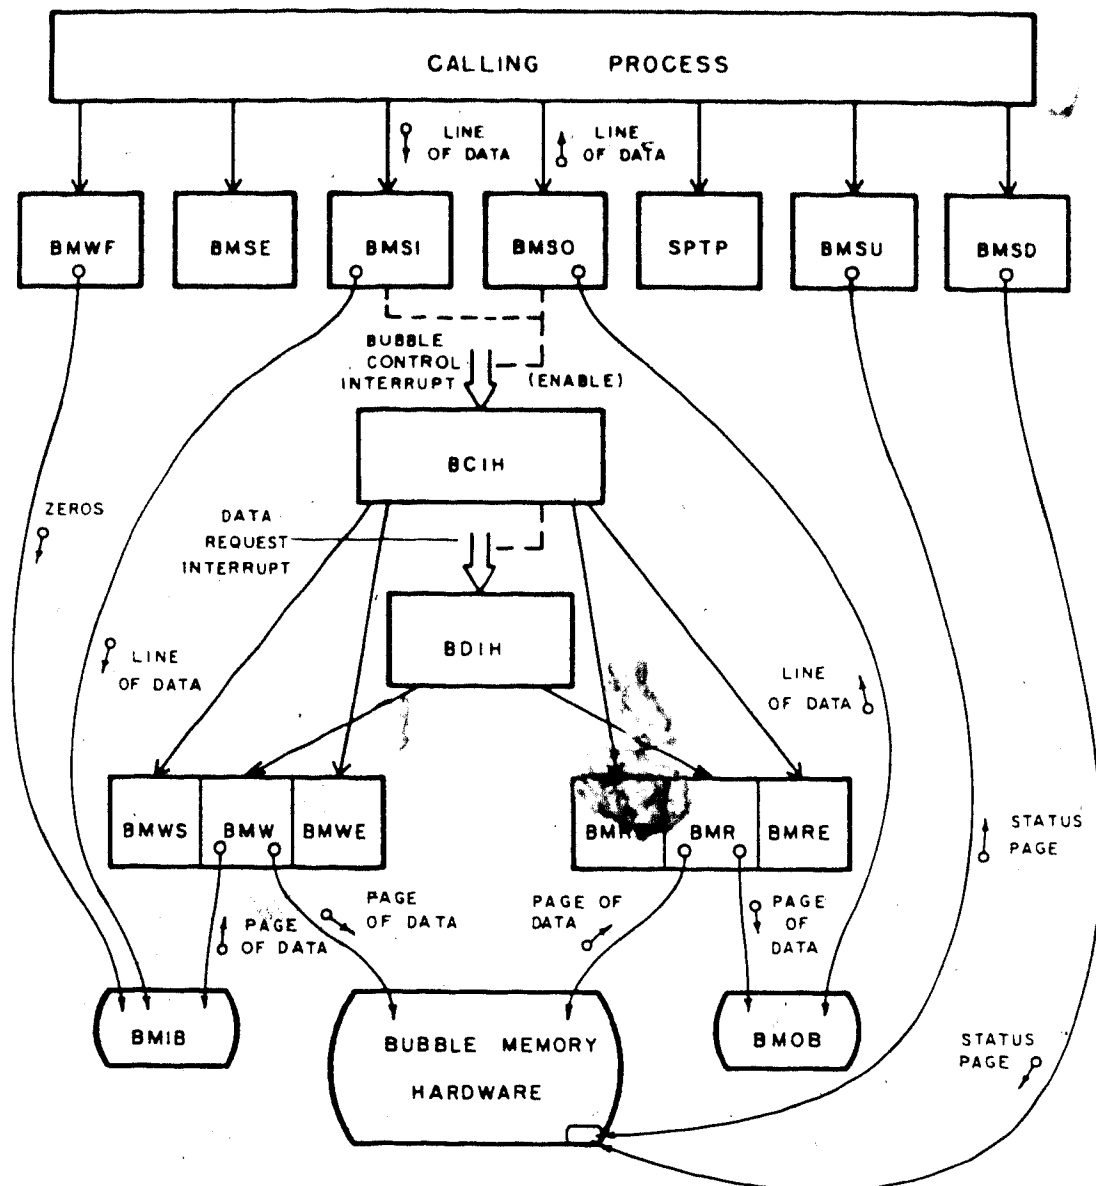 CALLING PROCESS
LINE
OF DATA
LINE
OF DATA
BMWF
BMSE
BMSI
BMSO
SPTP
BMSU
BMSD
BUBBLE
CONTROL
INTERRUPT
(ENABLE)
BCIH
ZEROS
DATA
REQUEST
INTERRUPT
BDIH
LINE
OF DATA
LINE
OF DATA
BMWS
BMW
BMWE
BMR
BMRE
STATUS
PAGE
PAGE
OF DATA
PAGE
OF DATA
PAGE OF
DATA
PAGE
OF
DATA
BMIB
BUBBLE MEMORY
HARDWARE
BMOB
STATUS
PAGE